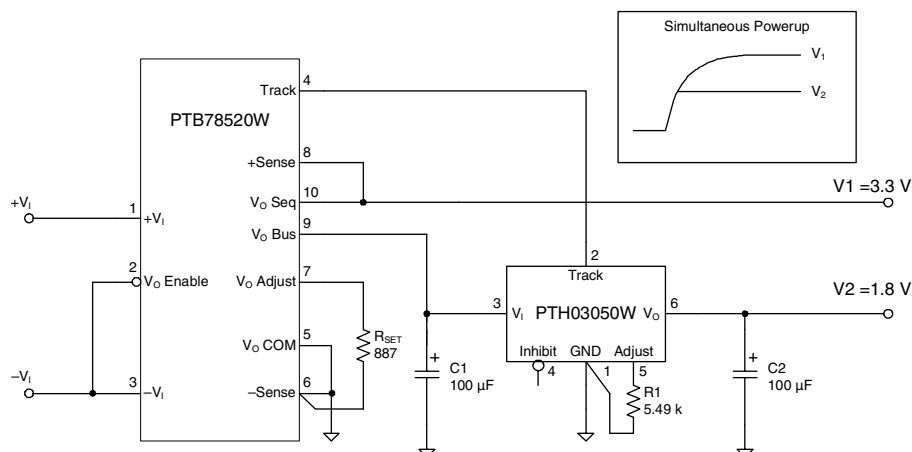 Simultaneous Powerup
V1
V2
PTB78520W
Track
4
+Sense
8
VO Seq
10
VO Bus
9
VO Adjust
7
VO COM
5
–Sense
6
+VI
1
+VI
2
VO Enable
–VI
3
–VI
RSET
887
C1
100 µF
+
2
Track
3
VI
PTH03050W
VO
6
Inhibit
GND
Adjust
4
1
5
R1
5.49 k
+
C2
100 µF
V1 =3.3 V
V2 =1.8 V